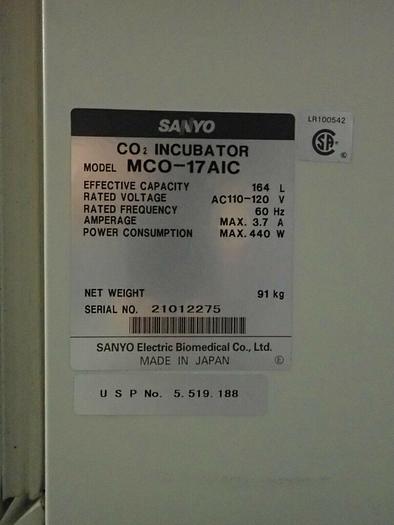 SANYO
LR100542
CO₂ INCUBATOR
MODEL MCO-17AIC
EFFECTIVE CAPACITY 164 L
RATED VOLTAGE AC110-120 V
RATED FREQUENCY 60 Hz
AMPERAGE MAX. 3.7 A
POWER CONSUMPTION MAX. 440 W
NET WEIGHT 91 kg
SERIAL NO. 21012275
SANYO Electric Biomedical Co., Ltd.
MADE IN JAPAN Ⓔ
U S P No. 5.519.188